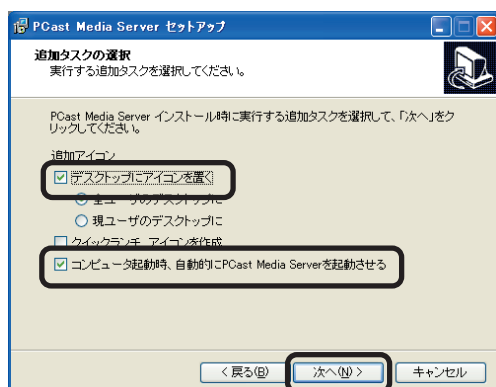 PCast Media Server セットアップ
追加タスクの選択
実行する追加タスクを選択してください。
PCast Media Server インストール時に実行する追加タスクを選択して、「次へ」をク
リックしてください。
追加アイコン
デスクトップにアイコンを置く
全ユーザのデスクトップに
現ユーザのデスクトップに
クイックランチ アイコンを作成
コンピュータ起動時、自動的にPCast Media Serverを起動させる
< 戻る(B)
次へ(N) >
キャンセル